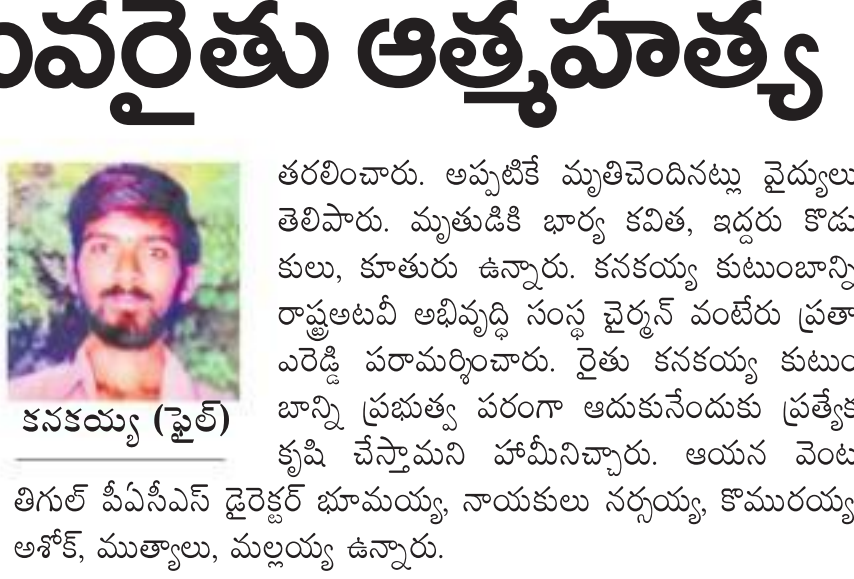 యువరైతు ఆత్మహత్య
తరలించారు. అప్పటికే మృతిచెందినట్లు వైద్యులు
తెలిపారు. మృతుడికి భార్య కవిత, ఇద్దరు కొడు
కులు, కూతురు ఉన్నారు. కనకయ్య కుటుంబాన్ని
రాష్ట్రఅటవీ అభివృద్ధి సంస్థ చైర్మన్ వంటేరు ప్రతా
ఎరెడ్డి పరామర్శించారు. రైతు కనకయ్య కుటుం
బాన్ని ప్రభుత్వ పరంగా ఆదుకునేందుకు ప్రత్యేక
కృషి చేస్తామని హామీనిచ్చారు. ఆయన వెంట
కనకయ్య (ఫైల్)
తిగుల్ పీఏసీఎస్ డైరెక్టర్ భూమయ్య, నాయకులు నర్సయ్య, కొమురయ్య
అశోక్, ముత్యాలు, మల్లయ్య ఉన్నారు.